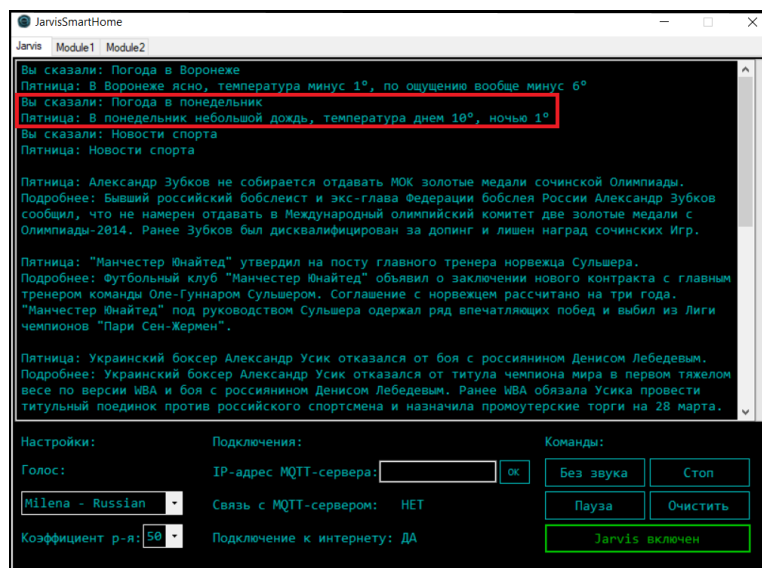 JarvisSmartHome
Jarvis Module1 Module2
Вы сказали: Погода в Воронеже
Пятница: В Воронеже ясно, температура минус 1º, по ощущению вообще минус 6º
Вы сказали: Погода в понедельник
Пятница: В понедельник небольшой дождь, температура днем 10º, ночью 1º
Вы сказали: Новости спорта
Пятница: Новости спорта
Пятница: Александр Зубков не собирается отдавать МОК золотые медали сочинской Олимпиады.
Подробнее: Бывший российский бобслеист и экс-глава Федерации бобслея России Александр Зубков
сообщил, что не намерен отдавать в Международный олимпийский комитет две золотые медали с
Олимпиады-2014. Ранее Зубков был дисквалифицирован за допинг и лишен наград сочинских Игр.
Пятница: "Манчестер Юнайтед" утвердил на посту главного тренера норвежца Сульшера.
Подробнее: Футбольный клуб "Манчестер Юнайтед" объявил о заключении нового контракта с главным
тренером команды Оле-Гуннаром Сульшером. Соглашение с норвежцем рассчитано на три года.
"Манчестер Юнайтед" под руководством Сульшера одержал ряд впечатляющих побед и выбил из Лиги
чемпионов "Пари Сен-Жермен".
Пятница: Украинский боксер Александр Усик отказался от боя с россиянином Денисом Лебедевым.
Подробнее: Украинский боксер Александр Усик отказался от титула чемпиона мира в первом тяжелом
весе по версии WBA и боя с россиянином Денисом Лебедевым. Ранее WBA обязала Усика провести
титульный поединок против российского спортсмена и назначила промоутерские торги на 28 марта.
Настройки: Подключения: Команды:
Голос: IP-адрес MQTT-сервера: ОК Без звука Стоп
Milena - Russian Связь с MQTT-сервером: НЕТ Пауза Очистить
Коэффициент р-я: 50 Подключение к интернету: ДА Jarvis включен